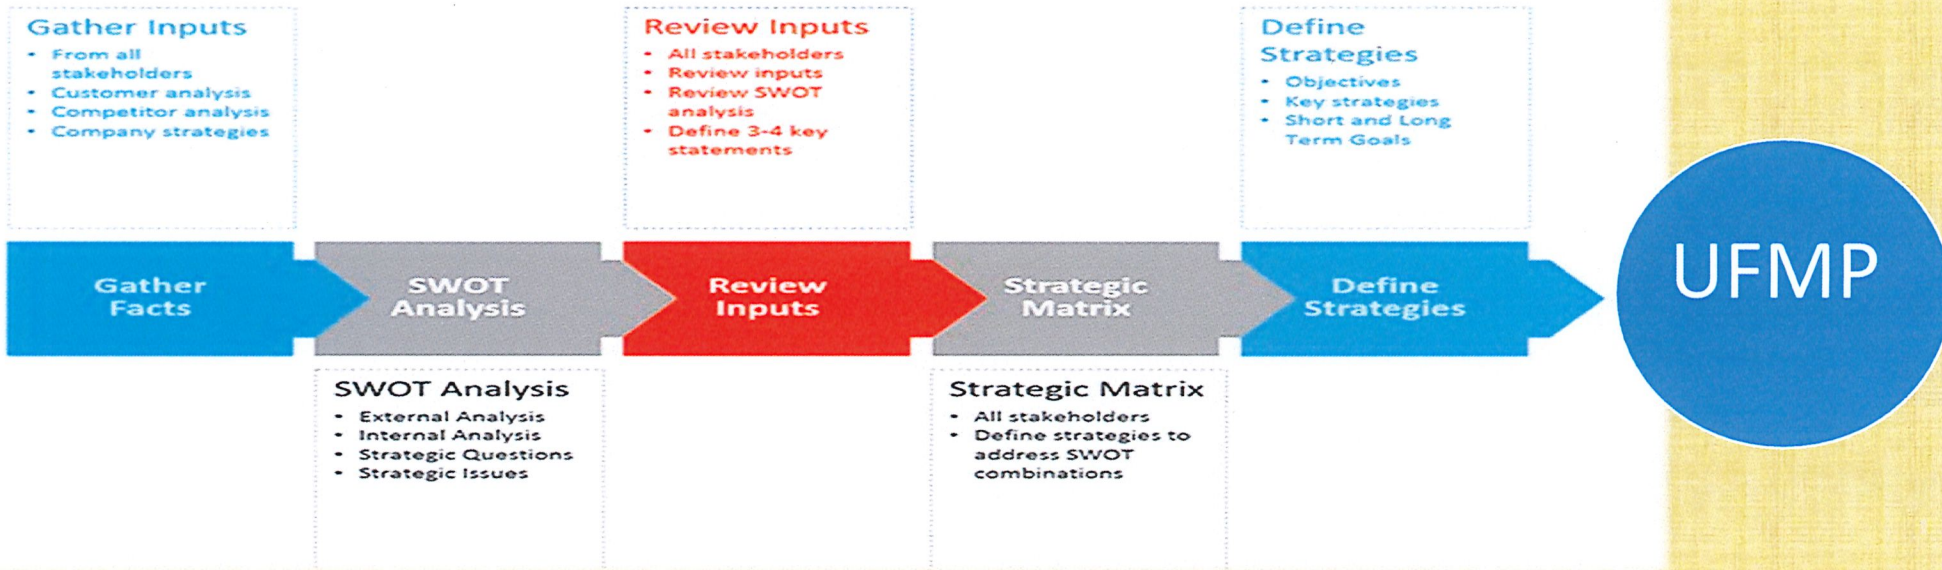 Gather Inputs
• From all
stakeholders
• Customer analysis
• Competitor analysis
• Company strategies
Review Inputs
• All stakeholders
• Review inputs
• Review SWOT
analysis
• Define 3-4 key
statements
Define
Strategies
• Objectives
• Key strategies
• Short and Long
Term Goals
Gather
Facts
SWOT
Analysis
Review
Inputs
Strategic
Matrix
Define
Strategies
UFMP
SWOT Analysis
• External Analysis
• Internal Analysis
• Strategic Questions
• Strategic Issues
Strategic Matrix
• All stakeholders
• Define strategies to
address SWOT
combinations